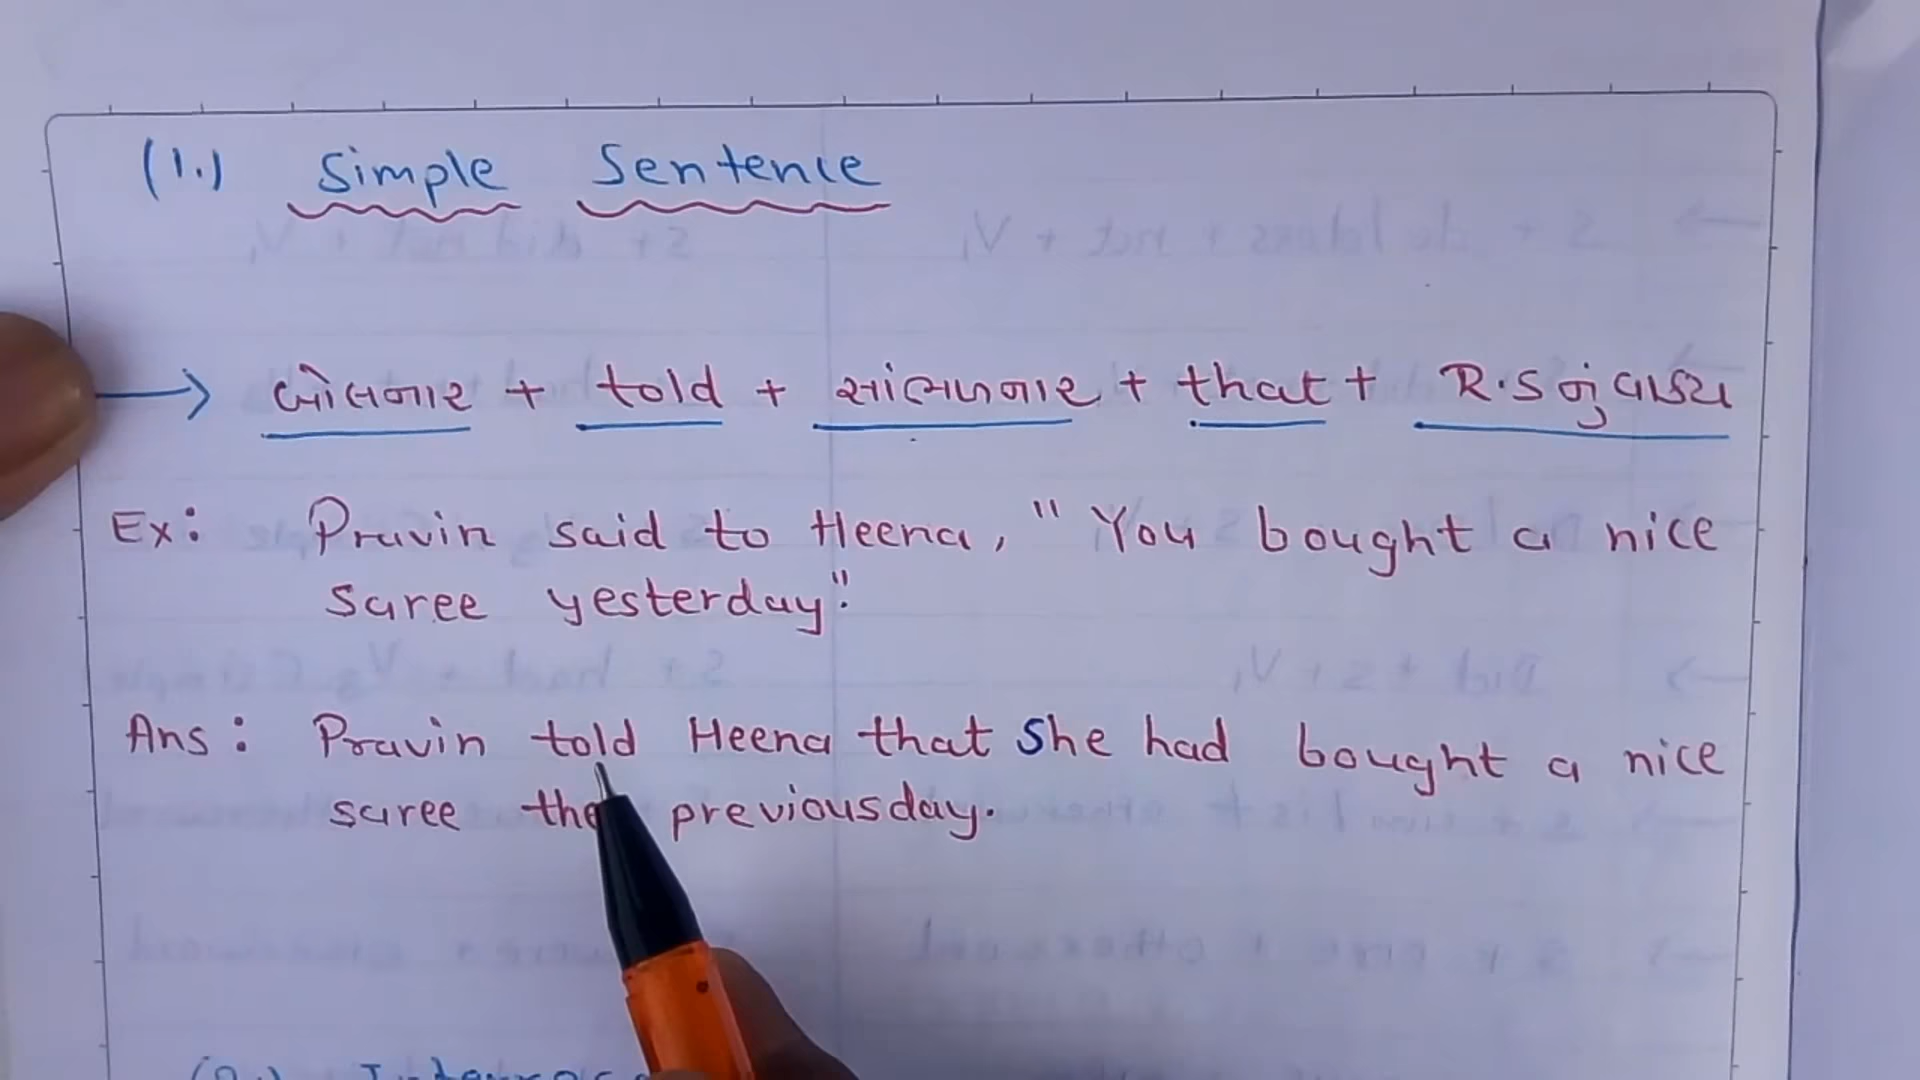 (1.) Simple Sentence
→ બોલનાર + told + સાંભળનાર + that + R.S નું વાક્ય
Ex: Pravin said to Heena, " You bought a nice
saree yesterday."
Ans : Pravin told Heena that She had bought a nice
saree the previousday.